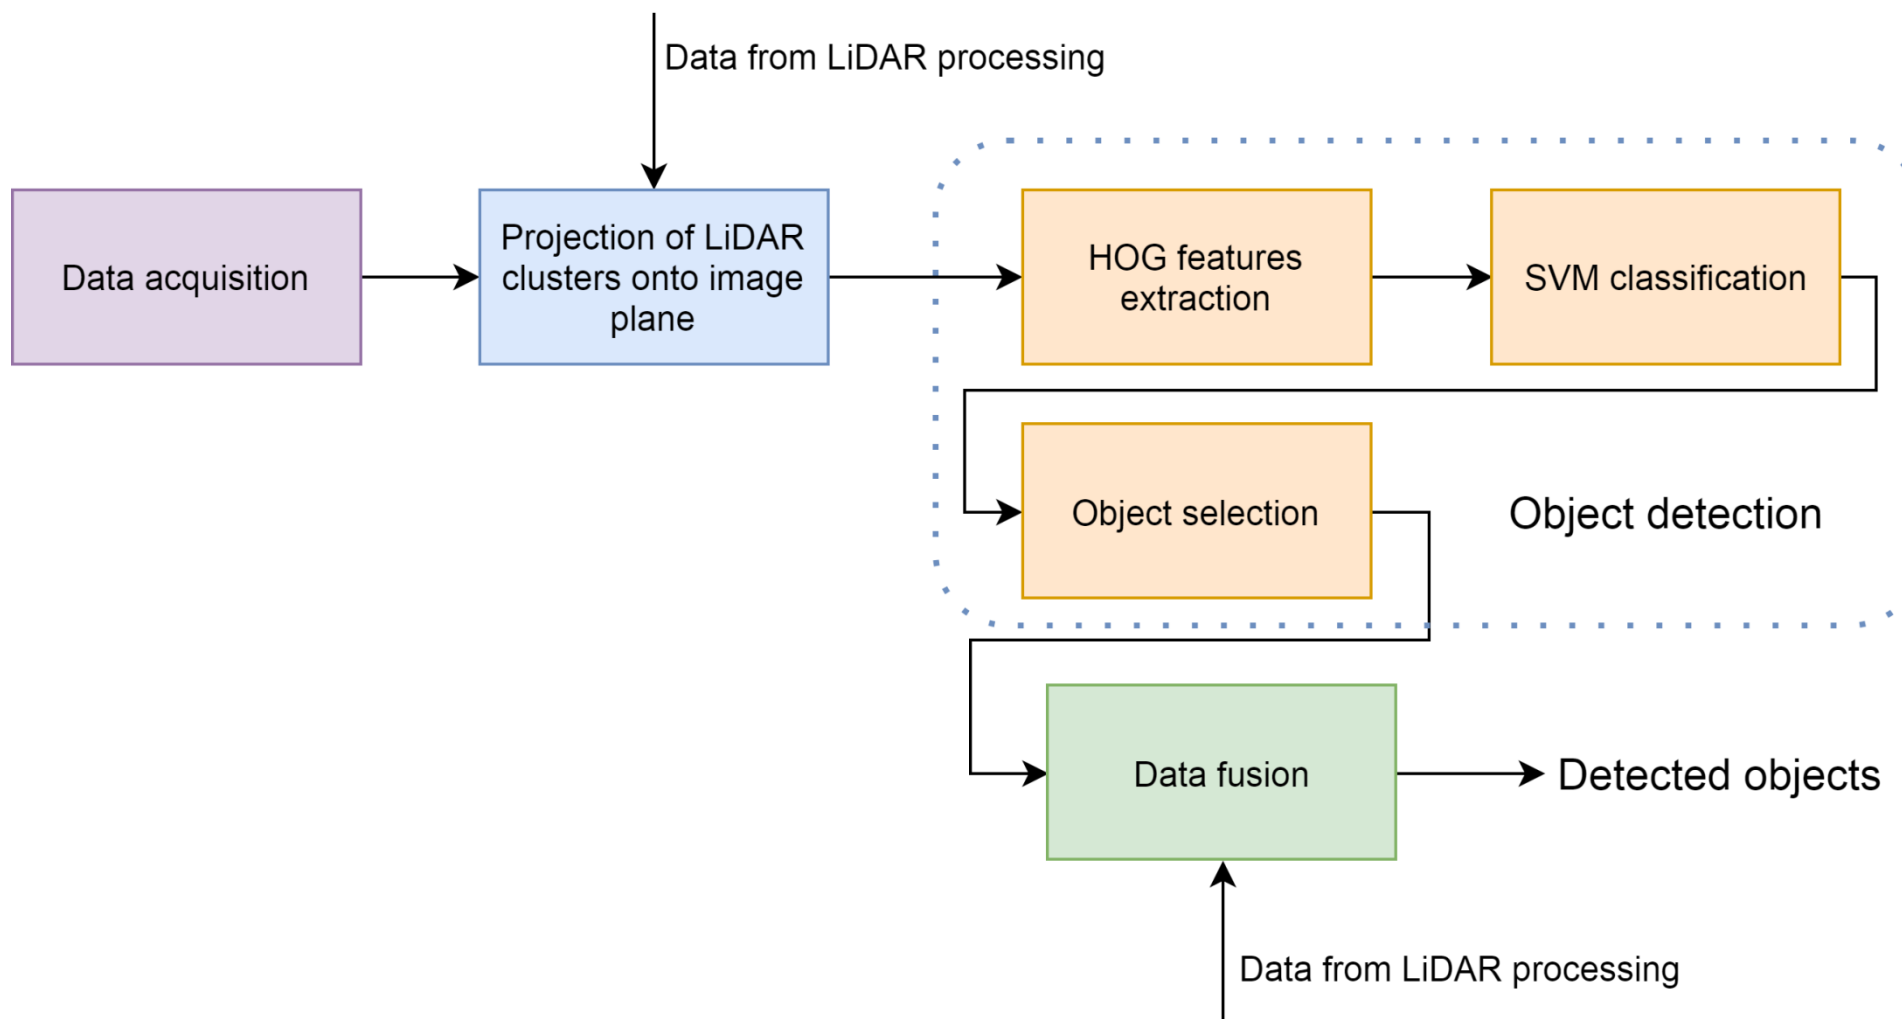 Data from LiDAR processing
Data acquisition
Projection of LiDAR
clusters onto image
plane
HOG features
extraction
SVM classification
Object selection
Object detection
Data fusion
Detected objects
Data from LiDAR processing